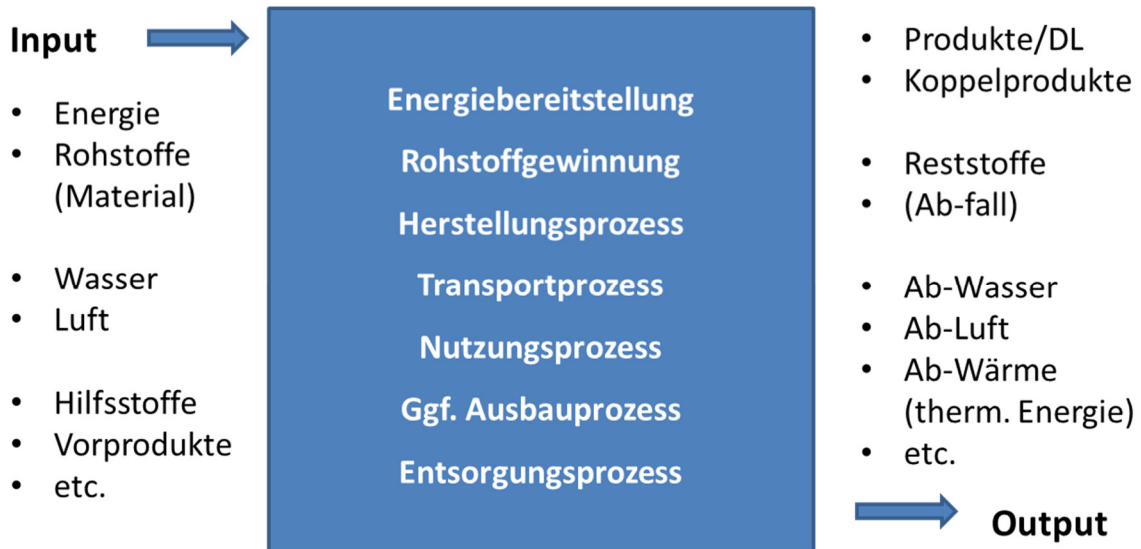 Input
Energie
Rohstoffe
(Material)
Wasser
Luft
Hilfsstoffe
Vorprodukte
etc.
Energiebereitstellung
Rohstoffgewinnung
Herstellungsprozess
Transportprozess
Nutzungsprozess
Ggf. Ausbauprozess
Entsorgungsprozess
Produkte/DL
Koppelprodukte
Reststoffe
(Ab-fall)
Ab-Wasser
Ab-Luft
Ab-Wärme
(therm. Energie)
etc.
Output